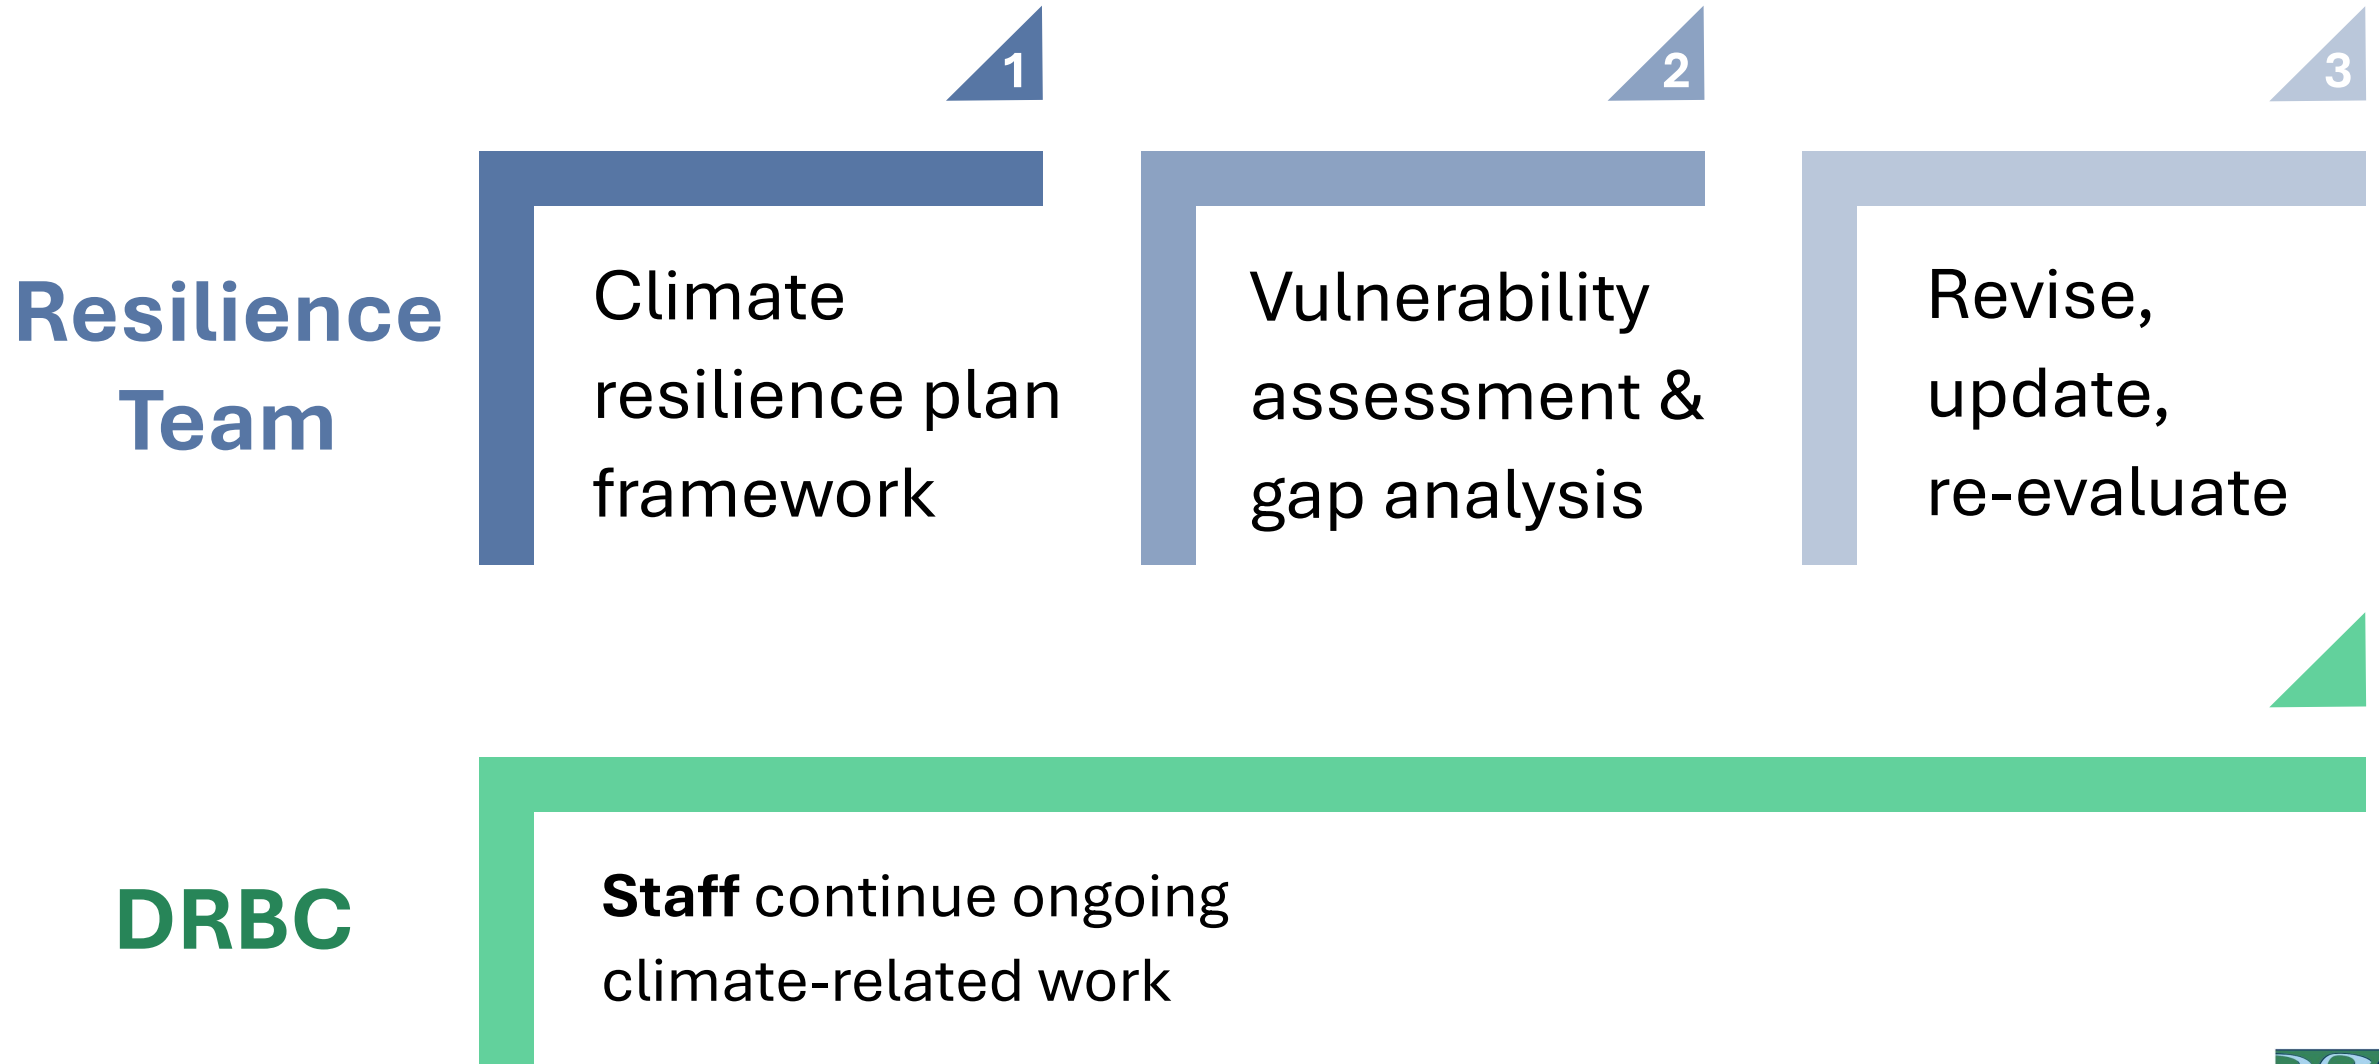 1
2
3
Resilience
Team
Climate
resilience plan
framework
Vulnerability
assessment &
gap analysis
Revise,
update,
re-evaluate
DRBC
Staff continue ongoing
climate-related work